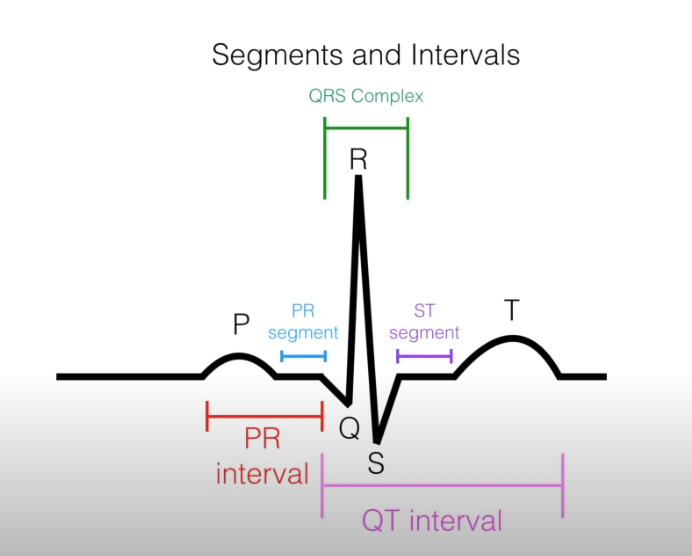 Segments and Intervals
QRS Complex
R
P
PR
segment
ST
segment
T
Q
S
PR
interval
QT interval